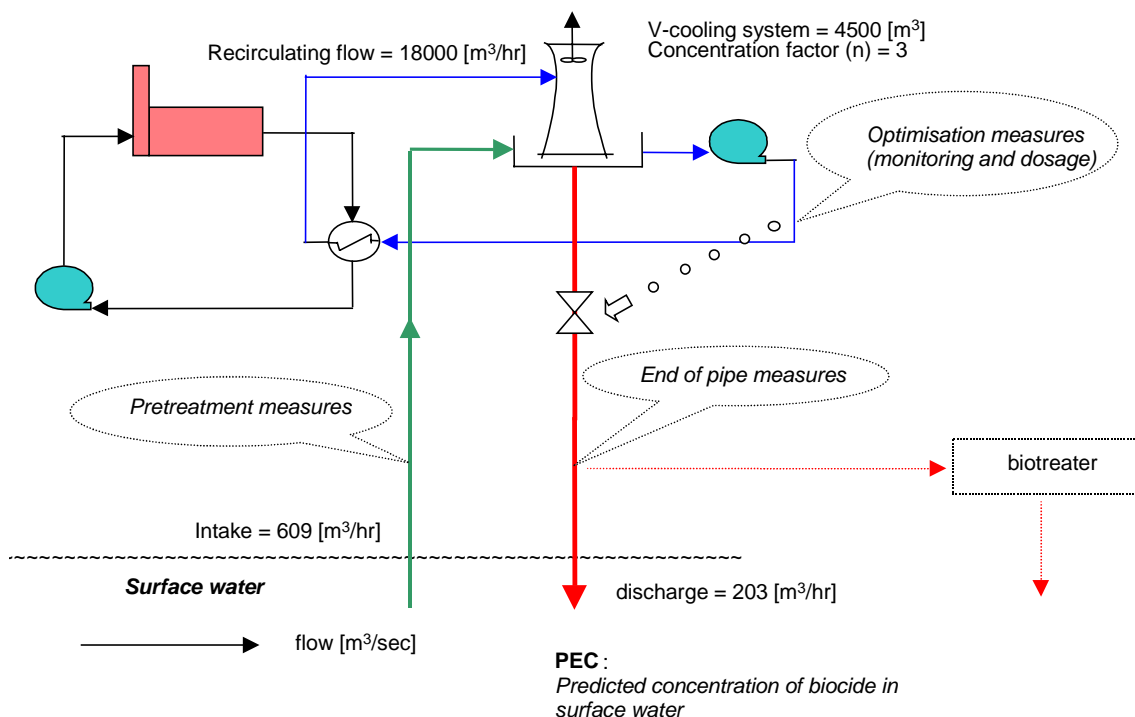 V-cooling system = 4500 [m³]
Recirculating flow = 18000 [m³/hr]
Concentration factor (n) = 3
Optimisation measures
(monitoring and dosage)
Pretreatment measures
End of pipe measures
biotreater
Intake = 609 [m³/hr]
~~~~~~~~~~~~~~~~~~~~~~~~~~~~~~~~~~~~~~~~~~~~~~~~~~~~~~~~~~~~
Surface water
discharge = 203 [m³/hr]
flow [m³/sec]
PEC :
Predicted concentration of biocide in
surface water